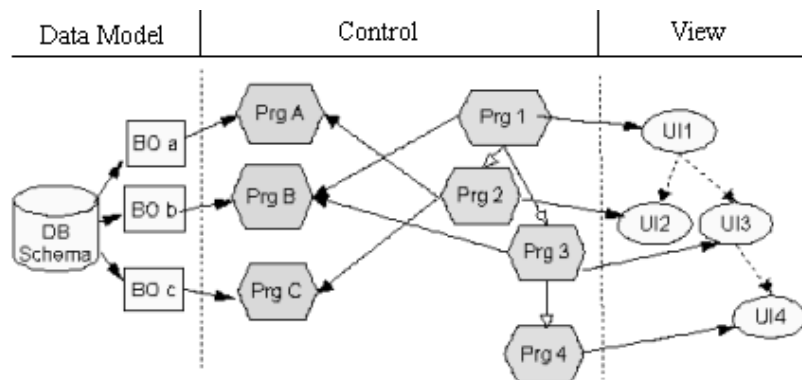 Data Model
Control
View
Prg A
Prg 1
UI1
BO a
BO b
Prg B
Prg 2
UI2
UI3
DB
Schema
Prg 3
BO c
Prg C
UI4
Prg 4